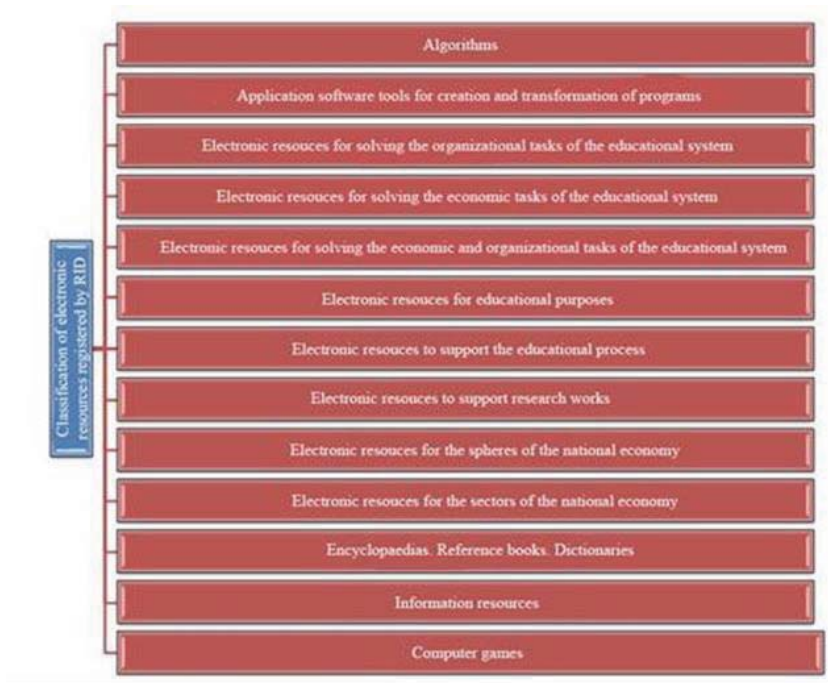 Classification of electronic
resources registered by RID
Algorithms
Application software tools for creation and transformation of programs
Electronic resouces for solving the organizational tasks of the educational system
Electronic resouces for solving the economic tasks of the educational system
Electronic resouces for solving the economic and organizational tasks of the educational system
Electronic resouces for educational purposes
Electronic resouces to support the educational process
Electronic resouces to support research works
Electronic resouces for the spheres of the national economy
Electronic resouces for the sectors of the national economy
Encyclopaedias. Reference books. Dictionaries
Information resources
Computer games